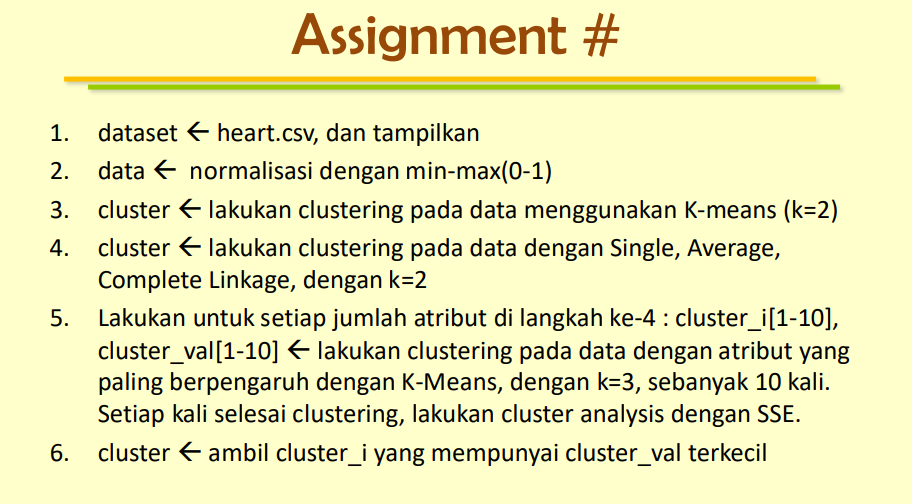 Assignment #
1. dataset 🡨 heart.csv, dan tampilkan
2. data 🡨 normalisasi dengan min-max(0-1)
3. cluster 🡨 lakukan clustering pada data menggunakan K-means (k=2)
4. cluster 🡨 lakukan clustering pada data dengan Single, Average,
Complete Linkage, dengan k=2
5. Lakukan untuk setiap jumlah atribut di langkah ke-4 : cluster_i[1-10],
cluster_val[1-10] 🡨 lakukan clustering pada data dengan atribut yang
paling berpengaruh dengan K-Means, dengan k=3, sebanyak 10 kali.
Setiap kali selesai clustering, lakukan cluster analysis dengan SSE.
6. cluster 🡨 ambil cluster_i yang mempunyai cluster_val terkecil